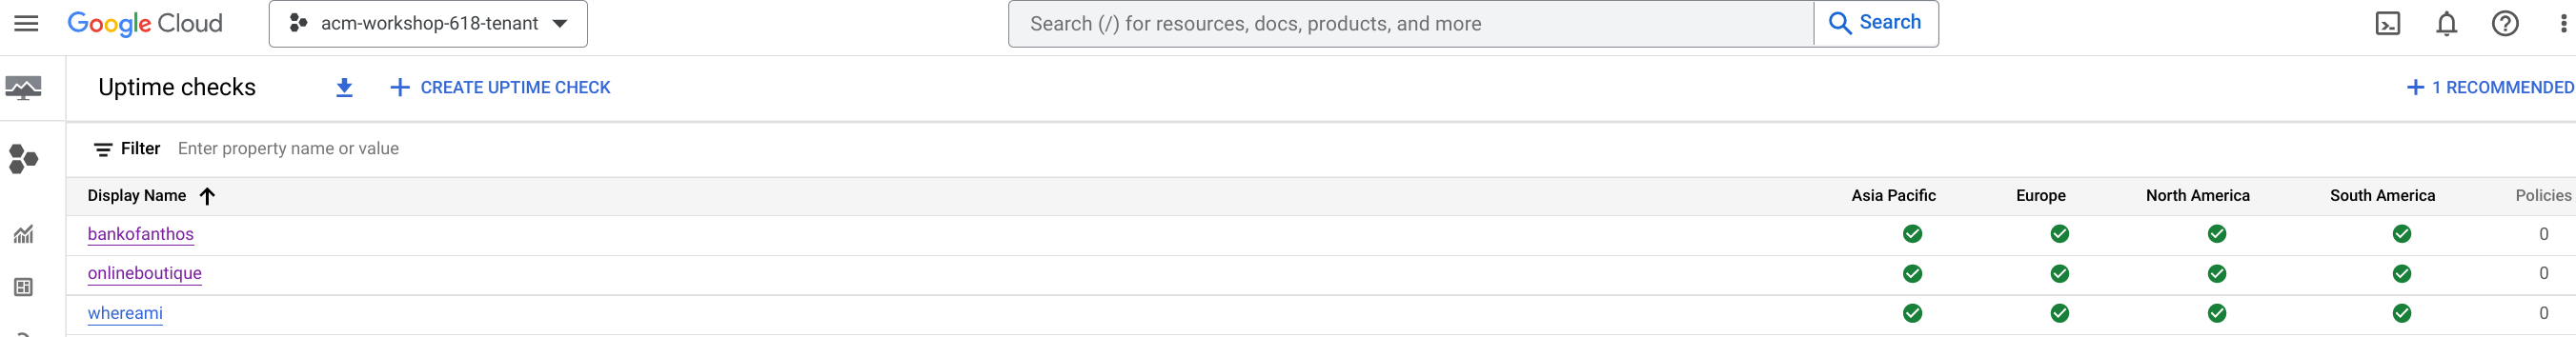 Google Cloud acm-workshop-618-tenant Search (/) for resources, docs, products, and more Search
Uptime checks CREATE UPTIME CHECK 1 RECOMMENDED
Filter Enter property name or value
Display Name Asia Pacific Europe North America South America Policies
bankofanthos 0
onlineboutique 0
whereami 0